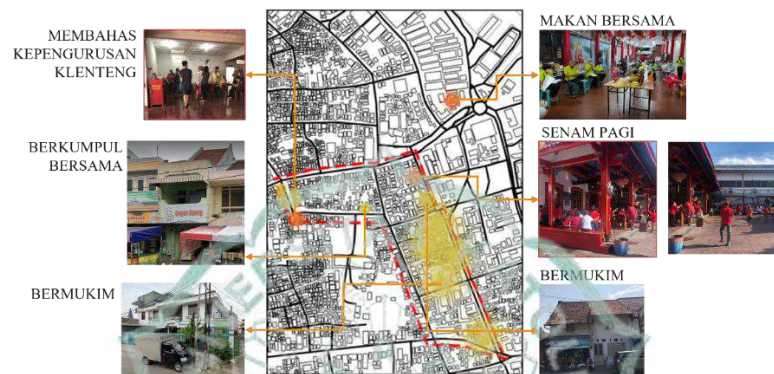 MEMBAHAS
KEPENGURUSAN
KLENTENG
MAKAN BERSAMA
BERKUMPUL
BERSAMA
SENAM PAGI
BERMUKIM
BERMUKIM